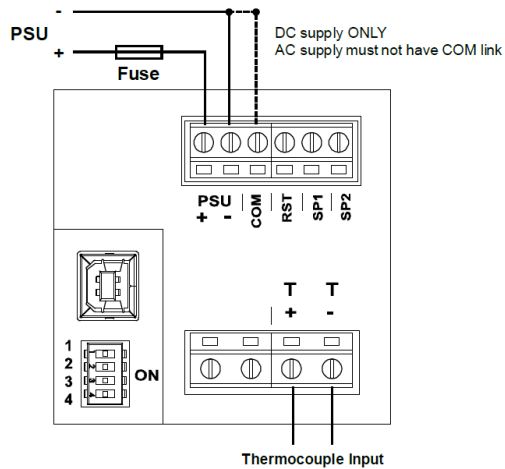 -
PSU
+
Fuse
DC supply ONLY
AC supply must not have COM link
PSU
+ -
COM
RST
SP1
SP2
T T
+ -
1
2
3
4
ON
Thermocouple Input